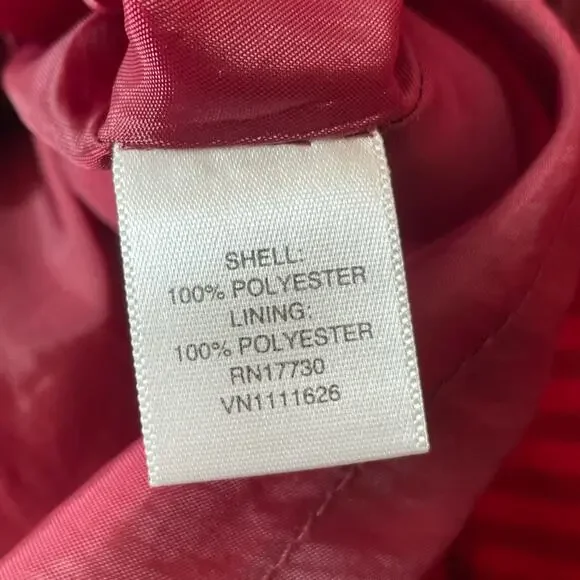 SHELL:
100% POLYESTER
LINING:
100% POLYESTER
RN17730
VN1111626